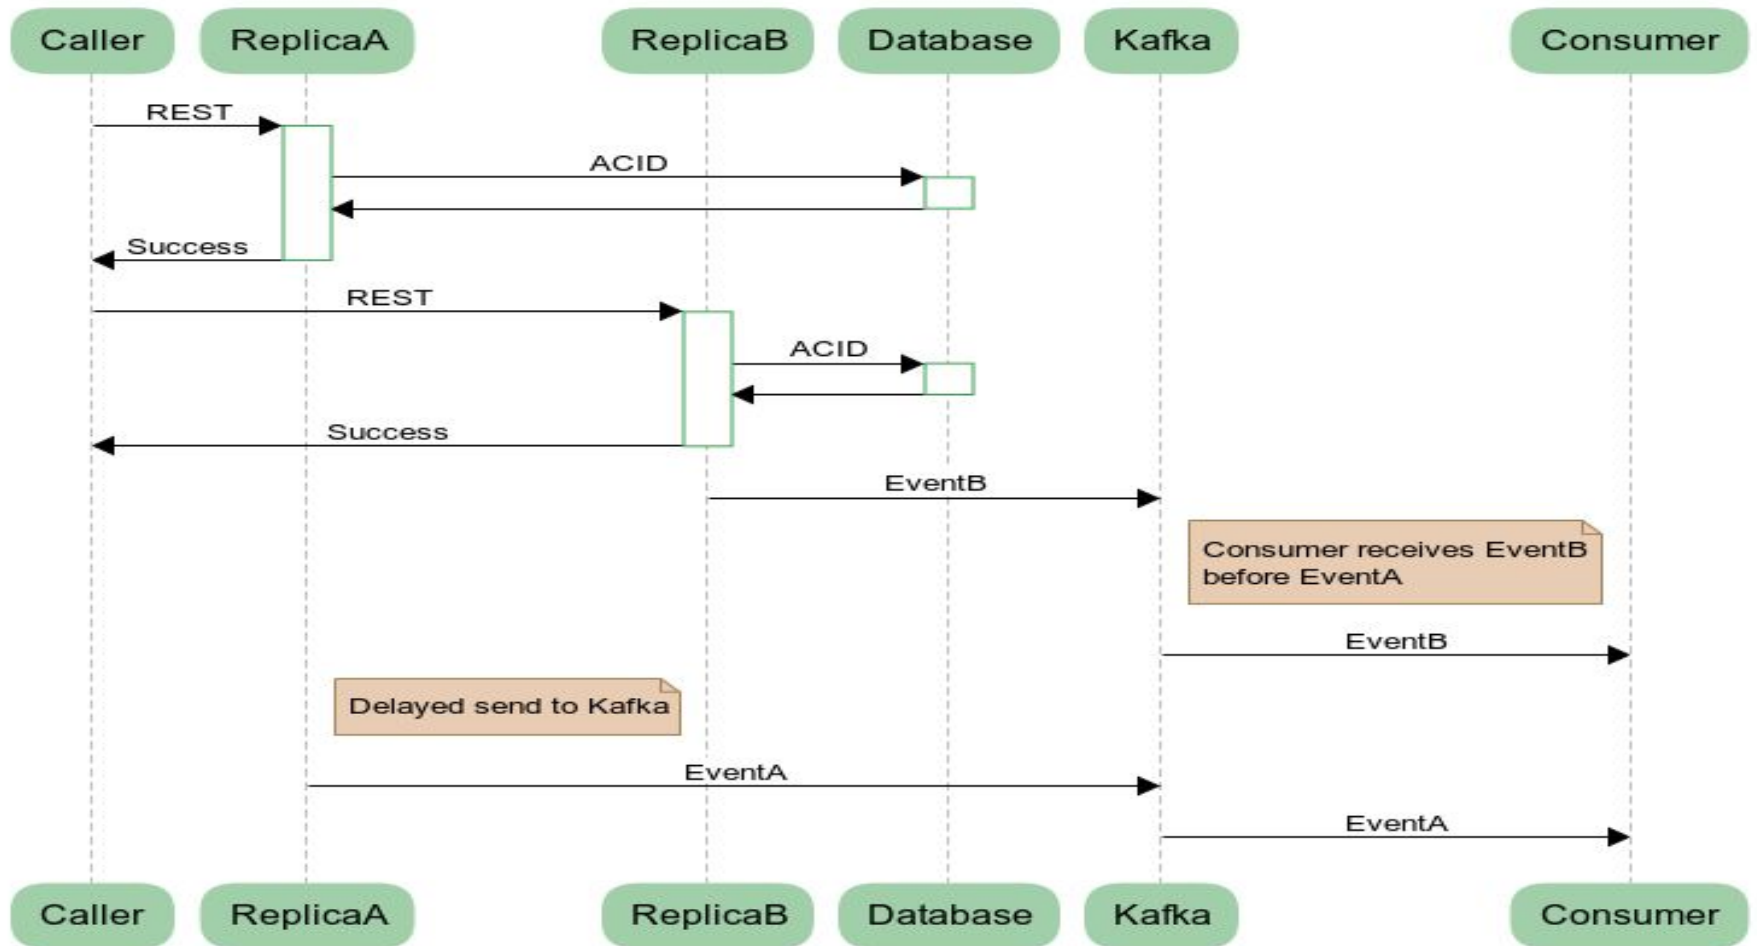 Caller
ReplicaA
ReplicaB
Database
Kafka
Consumer
REST
ACID
Success
REST
ACID
Success
EventB
Consumer receives EventB
before EventA
EventB
Delayed send to Kafka
EventA
EventA
Caller
ReplicaA
ReplicaB
Database
Kafka
Consumer